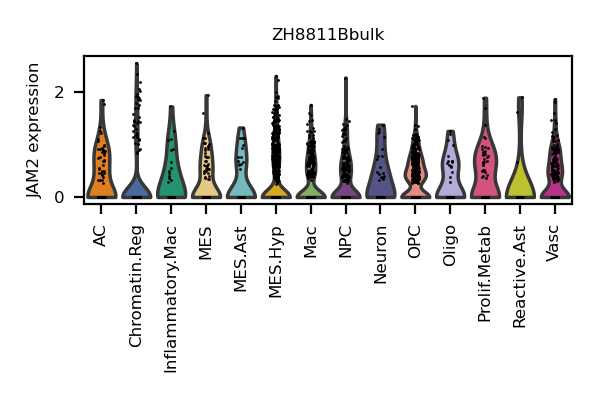 ZH8811Bbulk
JAM2 expression
2
0
AC
Chromatin.Reg
Inflammatory.Mac
MES
MES.Ast
MES.Hyp
Mac
NPC
Neuron
OPC
Oligo
Prolif.Metab
Reactive.Ast
Vasc